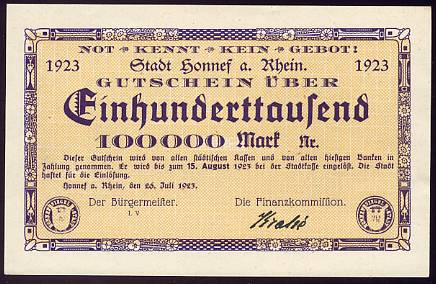 NOT * KENNT * KEIN * GEBOT!
1923 Stadt Honnef a. Rhein. 1923
GUTSCHEIN ÜBER
Einhunderttausend
100000 Mark Nr.
Dieser Gutschein wird von allen städtischen Kassen und von allen hiesigen Banken in
Zahlung genommen. Er wird bis zum 15. August 1923 bei der Stadtkasse eingelöst. Die Stadt
haftet für die Einlösung.
Honnef a. Rhein, den 26. Juli 1923.
Der Bürgermeister. Die Finanzkommission.
I. V